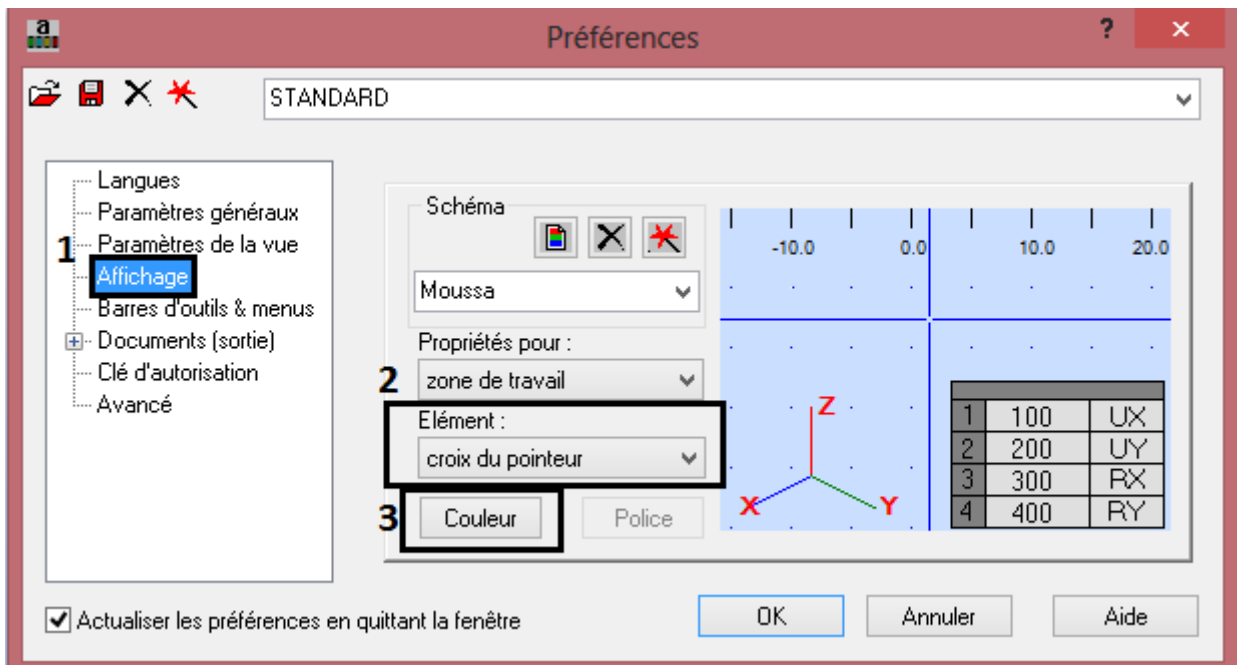 a
Préférences
?
×
STANDARD
Langues
Paramètres généraux
1
Paramètres de la vue
Affichage
Barres d'outils & menus
Documents (sortie)
Clé d'autorisation
Avancé
Schéma
Moussa
Propriétés pour :
2
zone de travail
Elément :
croix du pointeur
3
Couleur
Police
-10.0 0.0 10.0 20.0
Z
X
Y
1 100 UX
2 200 UY
3 300 RX
4 400 RY
Actualiser les préférences en quittant la fenêtre
OK
Annuler
Aide